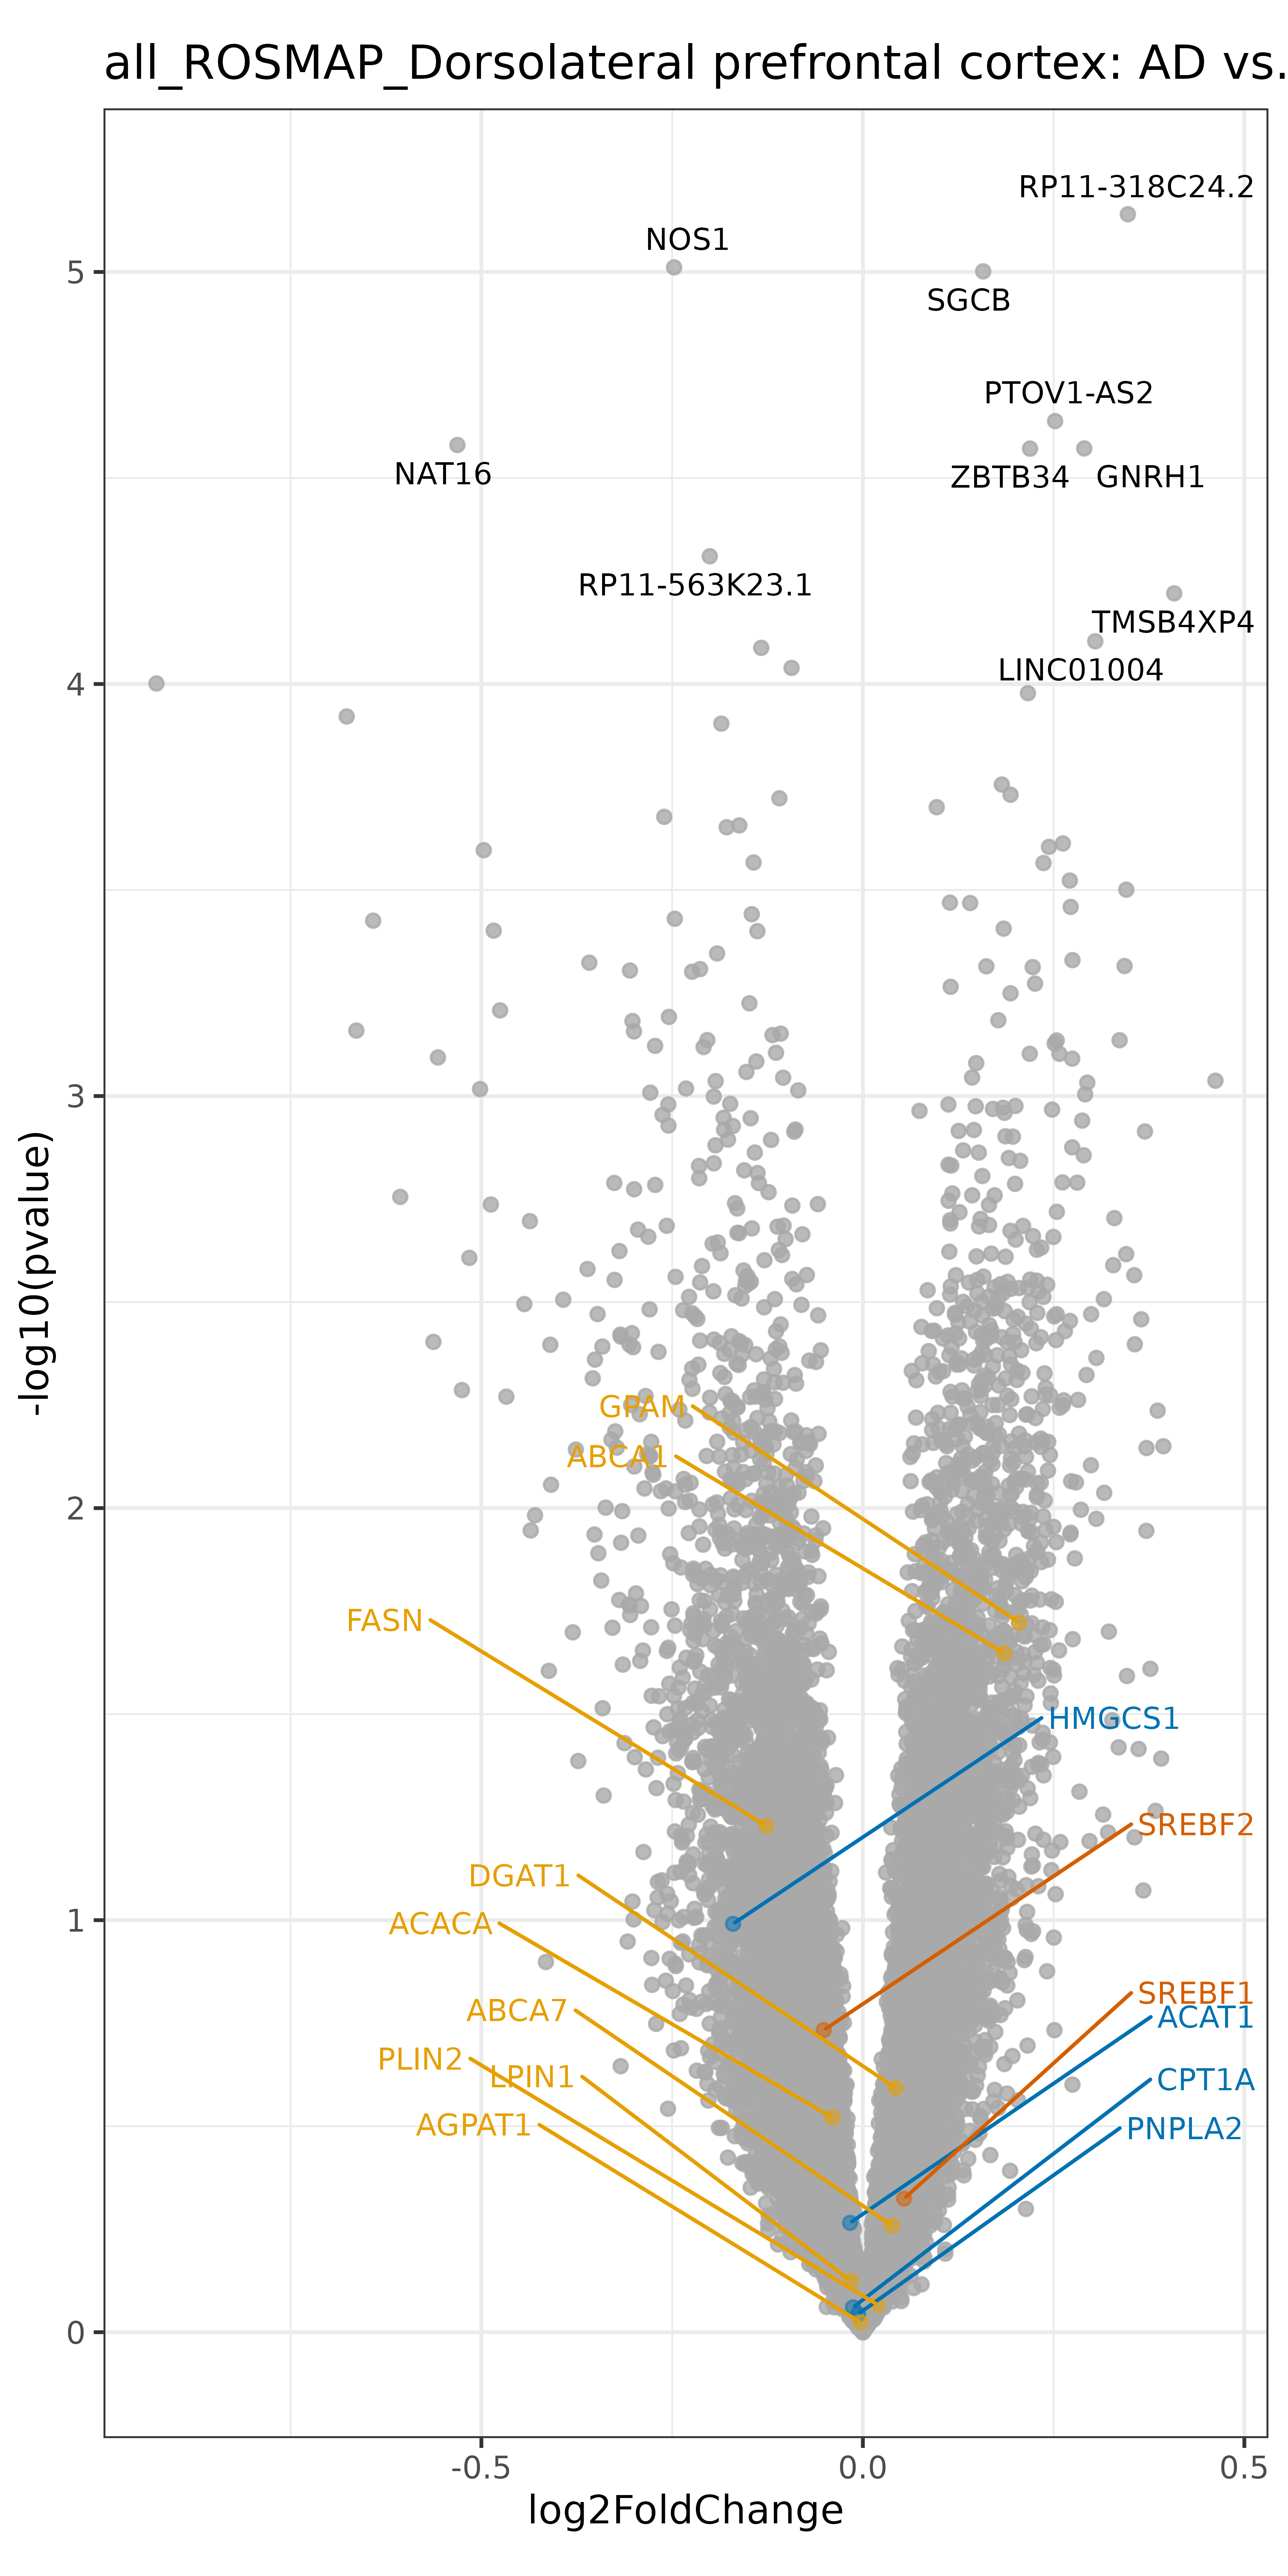 all_ROSMAP_Dorsolateral prefrontal cortex: AD vs.
RP11-318C24.2
NOS1
5
SGCB
PTOV1-AS2
NAT16
ZBTB34
GNRH1
RP11-563K23.1
TMSB4XP4
LINC01004
4
3
-log10(pvalue)
GPAM
ABCA1
2
FASN
HMGCS1
SREBF2
DGAT1
1
ACACA
SREBF1
ABCA7
ACAT1
PLIN2
LPIN1
CPT1A
AGPAT1
PNPLA2
0
-0.5
0.0
0.5
log2FoldChange